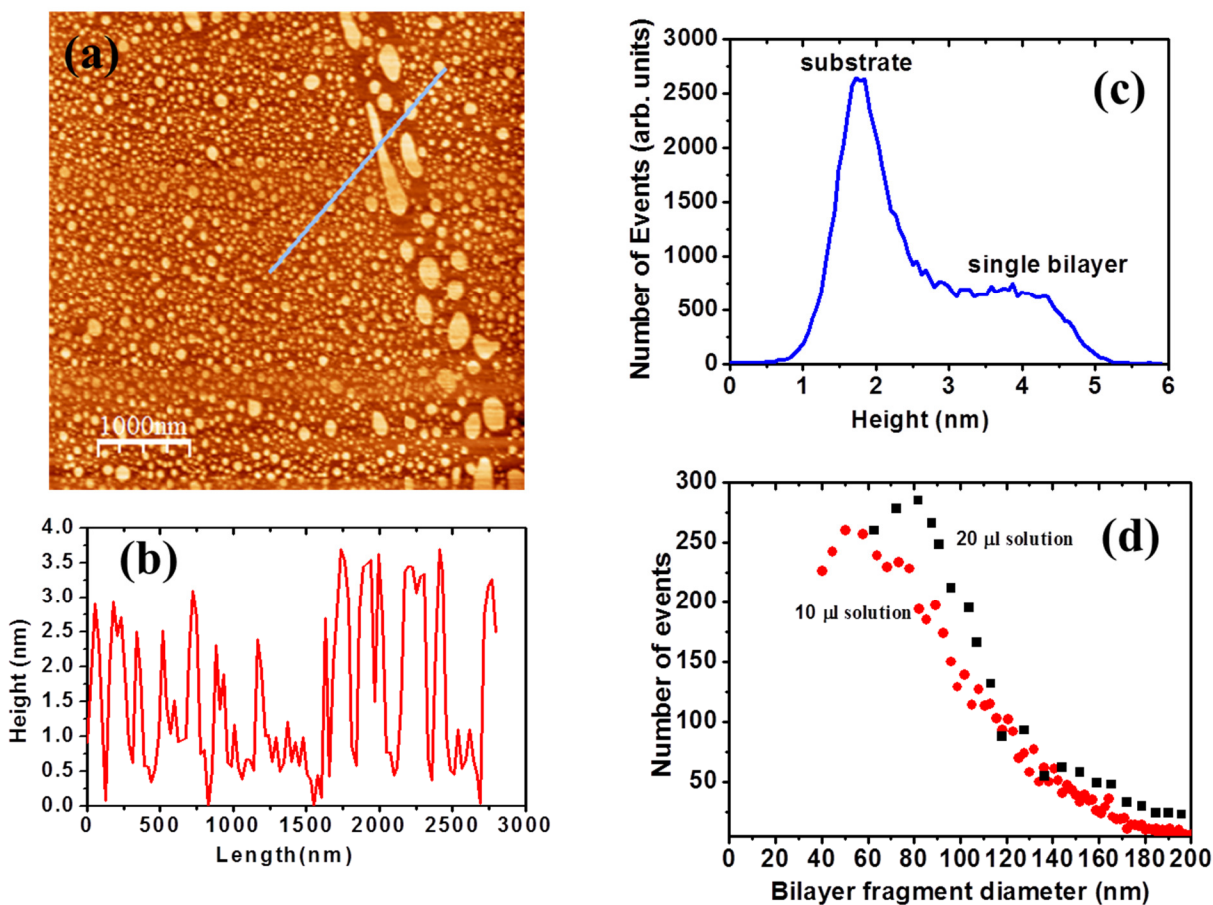 (a)
1000nm
(b)
4.0
3.5
3.0
2.5
2.0
1.5
1.0
0.5
0.0
Height (nm)
0 500 1000 1500 2000 2500 3000
Length(nm)
(c)
substrate
single bilayer
3000
2500
2000
1500
1000
500
0
Number of Events (arb. units)
0 1 2 3 4 5 6
Height (nm)
(d)
20 µl solution
10 µl solution
300
250
200
150
100
50
Number of events
0 20 40 60 80 100 120 140 160 180 200
Bilayer fragment diameter (nm)